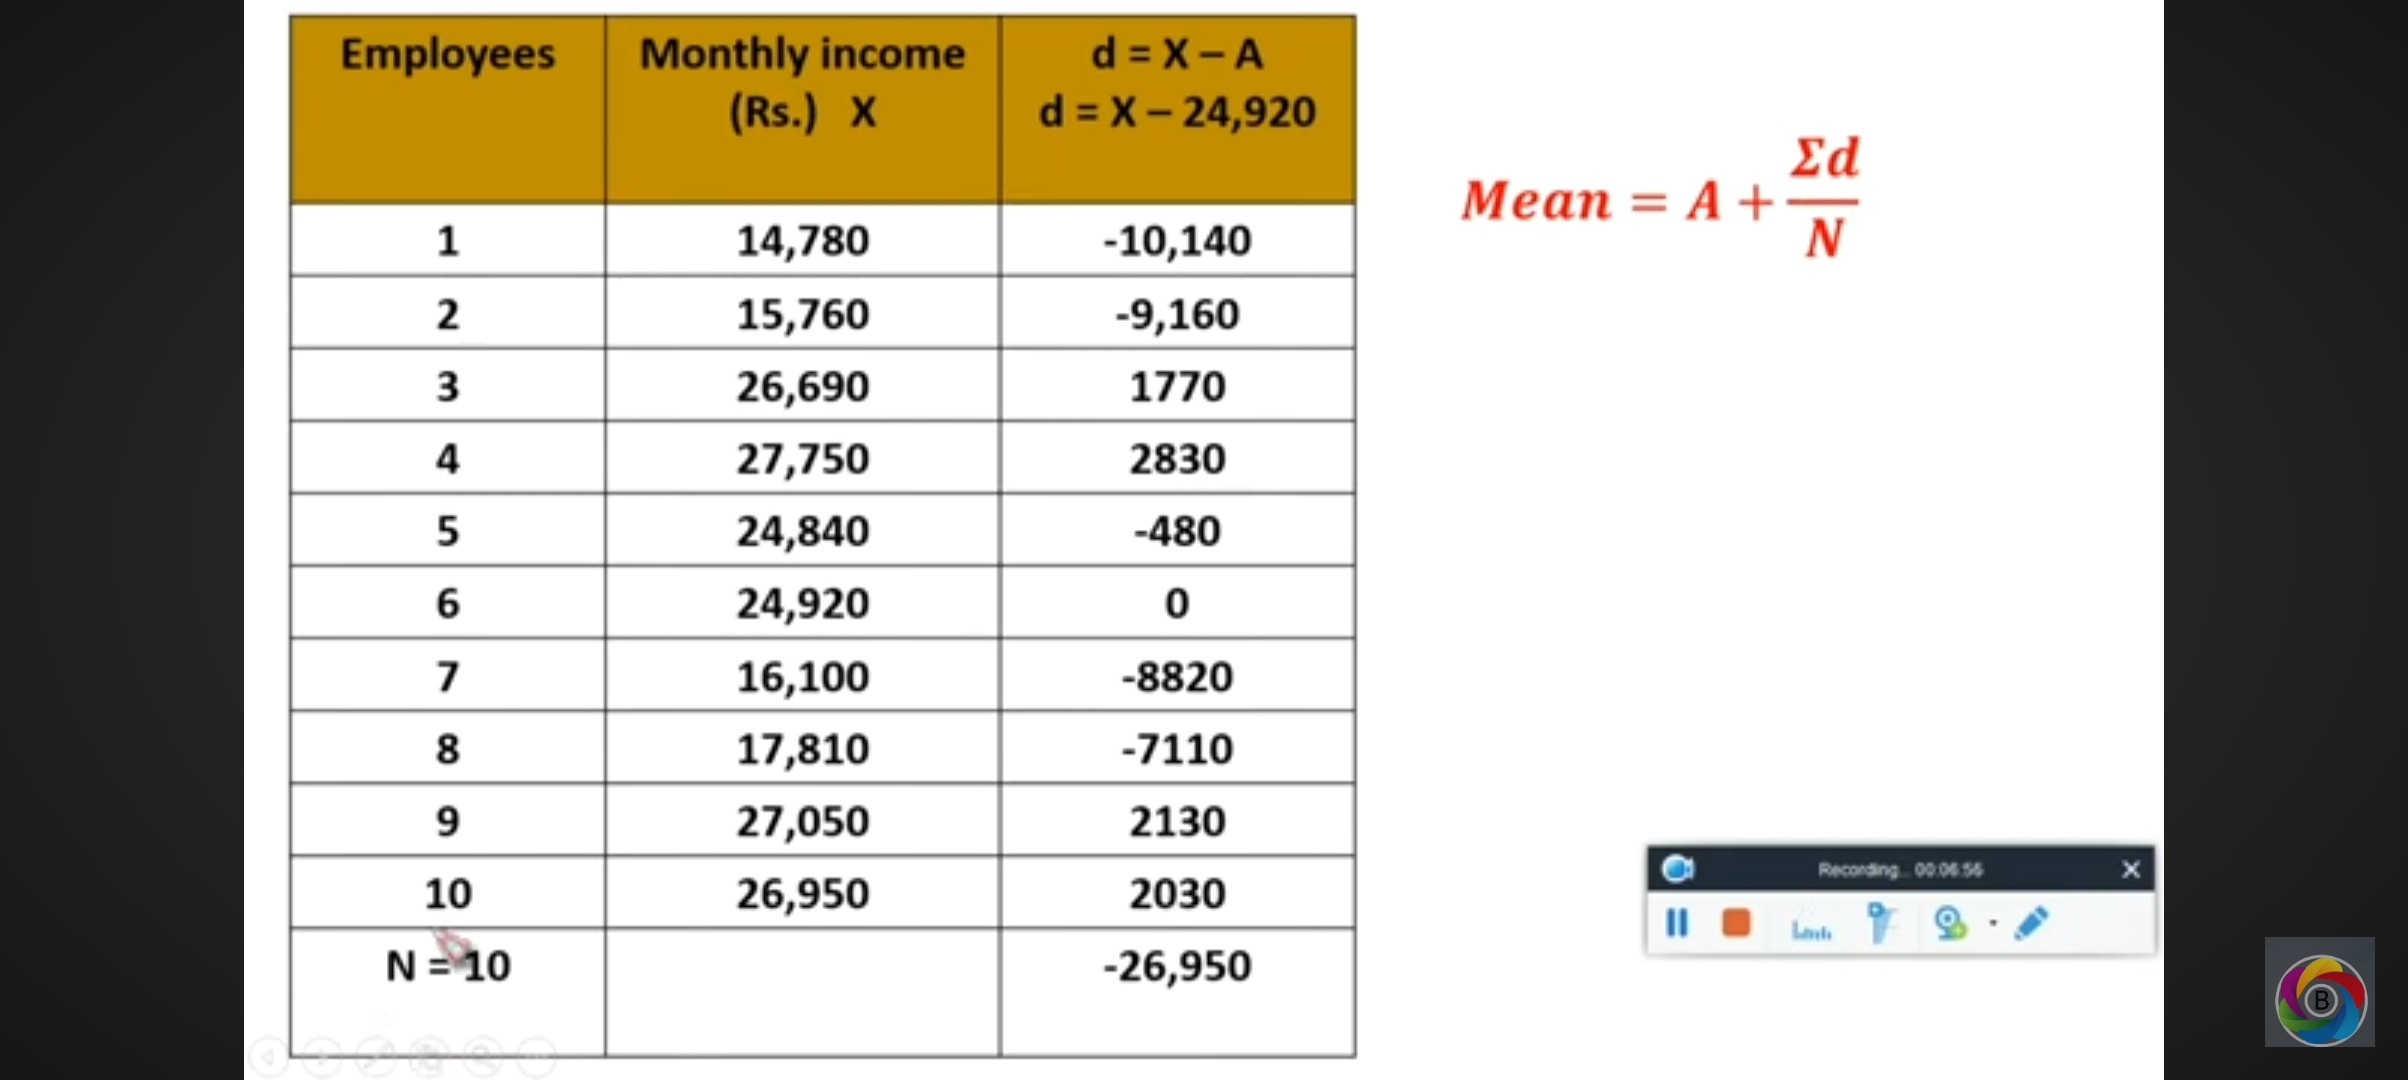 Employees Monthly income d = X – A
(Rs.) X d = X – 24,920
Mean = A + Σd/N
1 14,780 -10,140
2 15,760 -9,160
3 26,690 1770
4 27,750 2830
5 24,840 -480
6 24,920 0
7 16,100 -8820
8 17,810 -7110
9 27,050 2130
10 26,950 2030
N = 10 -26,950
Recording... 00:06:56
B